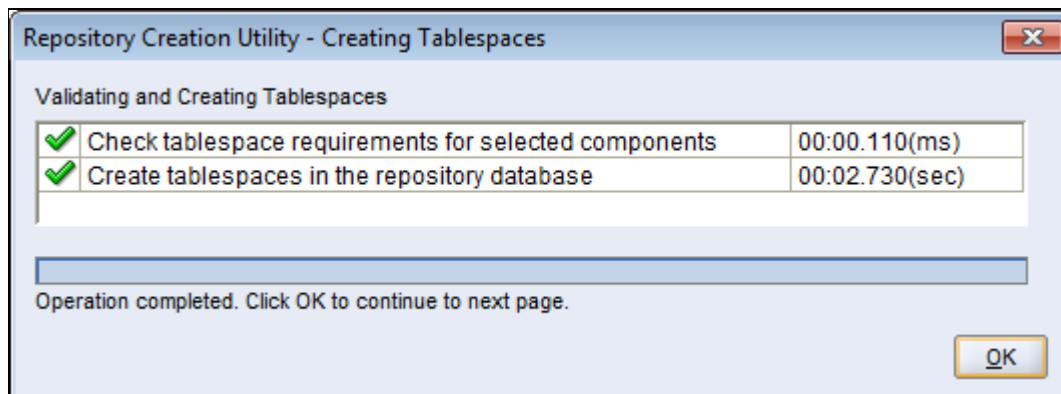 Repository Creation Utility - Creating Tablespaces
Validating and Creating Tablespaces
Check tablespace requirements for selected components 00:00.110(ms)
Create tablespaces in the repository database 00:02.730(sec)
Operation completed. Click OK to continue to next page.
OK